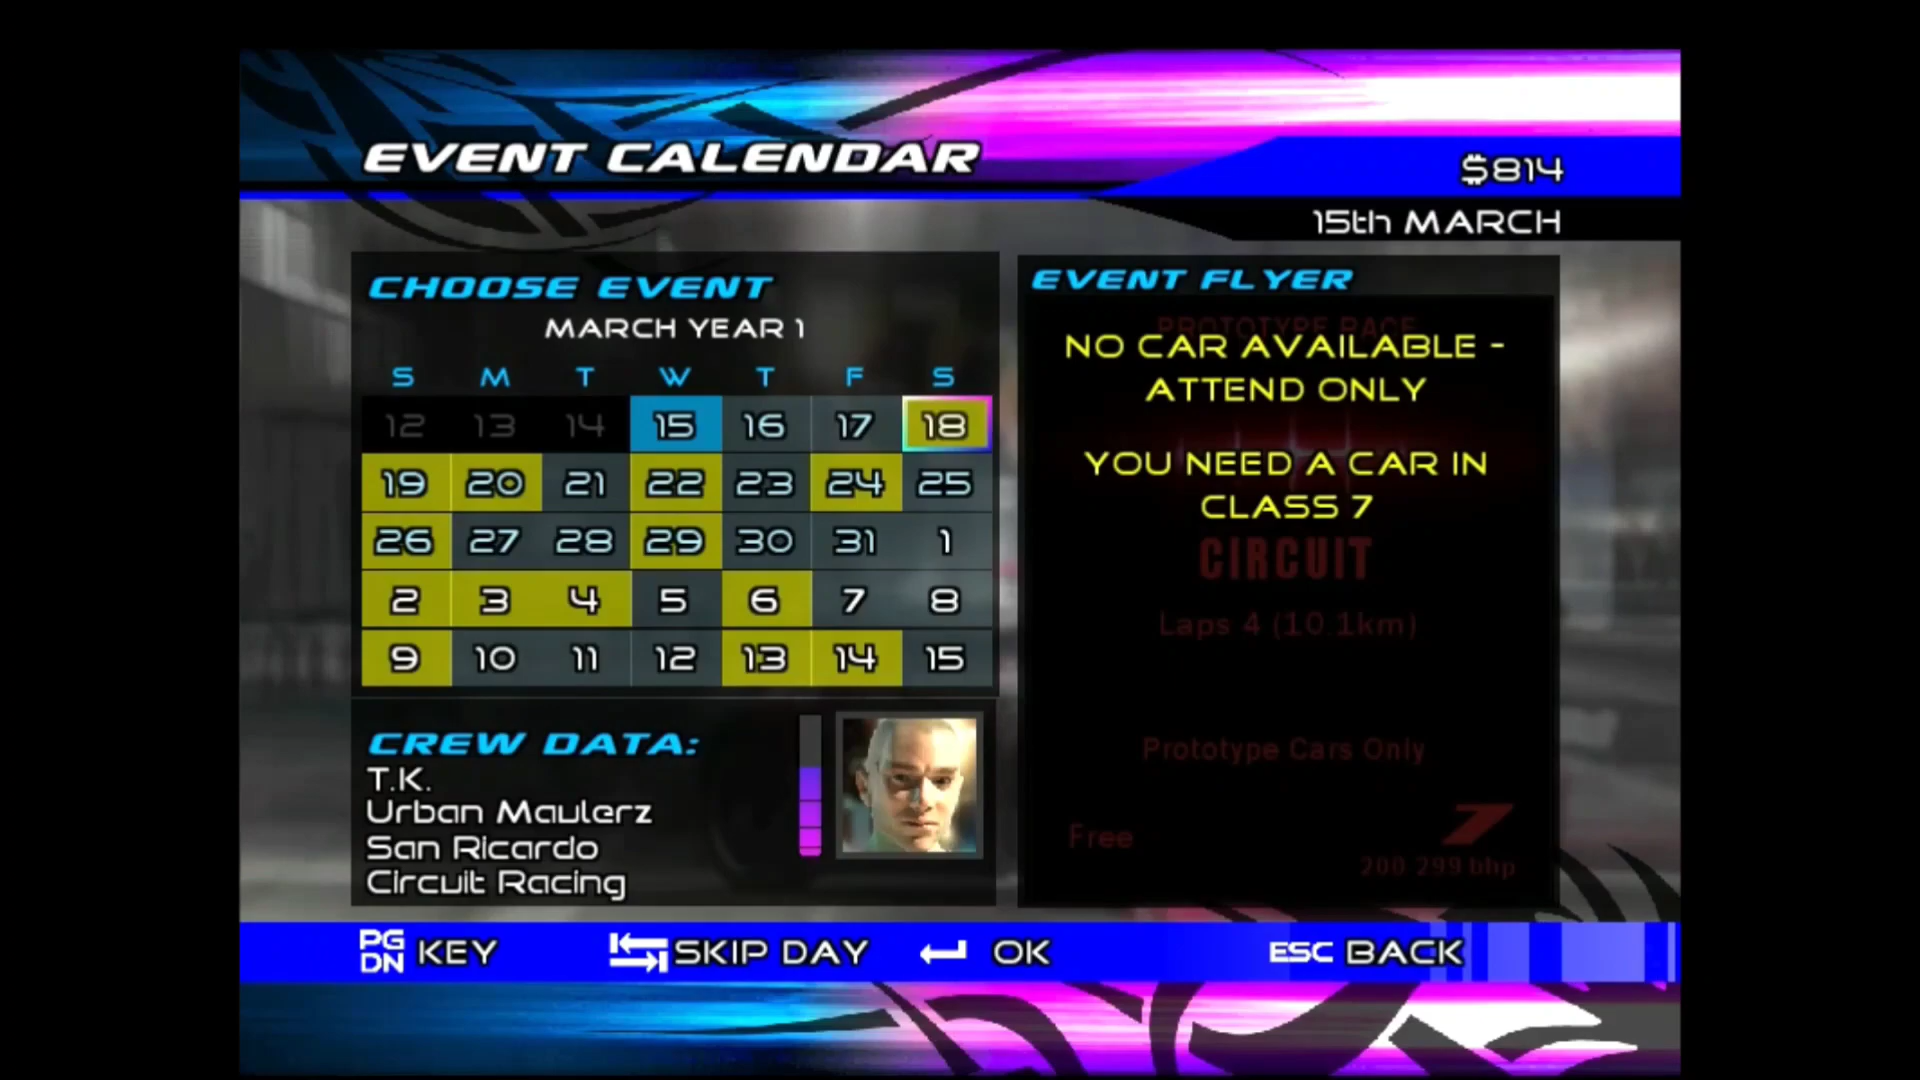 EVENT CALENDAR
$814
15th MARCH
CHOOSE EVENT
MARCH YEAR 1
S M T W T F S
12 13 14 15 16 17 18
19 20 21 22 23 24 25
26 27 28 29 30 31 1
2 3 4 5 6 7 8
9 10 11 12 13 14 15
CREW DATA:
T.K.
Urban Maulerz
San Ricardo
Circuit Racing
EVENT FLYER
PROTOTYPE RACE
NO CAR AVAILABLE -
ATTEND ONLY
YOU NEED A CAR IN
CLASS 7
CIRCUIT
Laps 4 (10.1km)
Prototype Cars Only
Free
7
200 299 bhp
PG DN KEY
SKIP DAY
OK
ESC BACK